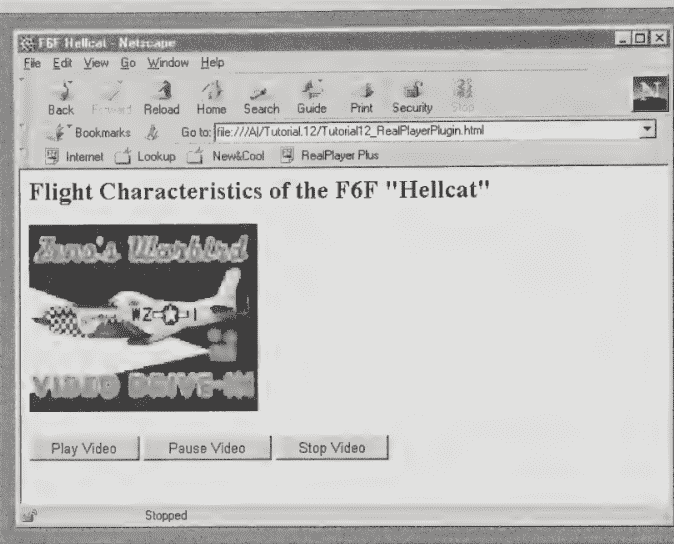 F6F Hellcat - Netscape
File Edit View Go Window Help
Back Forward Reload Home Search Guide Print Security Stop
Bookmarks Go to: file:///A|/Tutorial.12/Tutorial12_RealPlayerPlugin.html
Internet Lookup New&Cool RealPlayer Plus
Flight Characteristics of the F6F "Hellcat"
Zeno's Warbird
WZ I
VIDEO DRIVE-IN
Play Video Pause Video Stop Video
Stopped